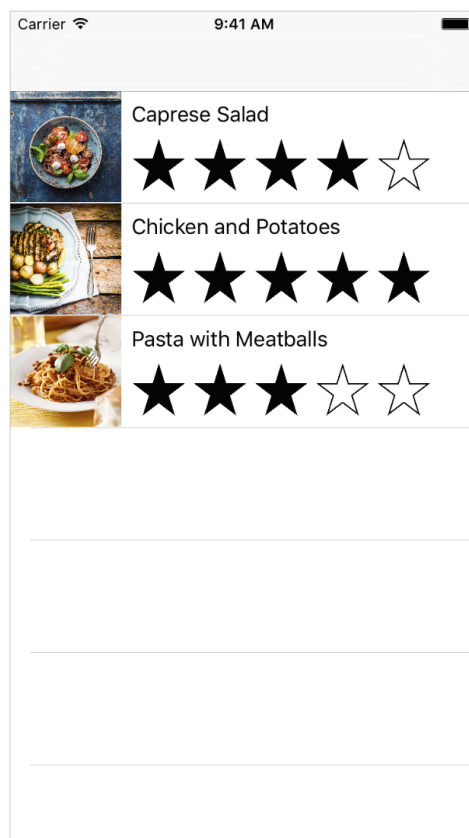 Carrier 9:41 AM
Caprese Salad
Chicken and Potatoes
Pasta with Meatballs